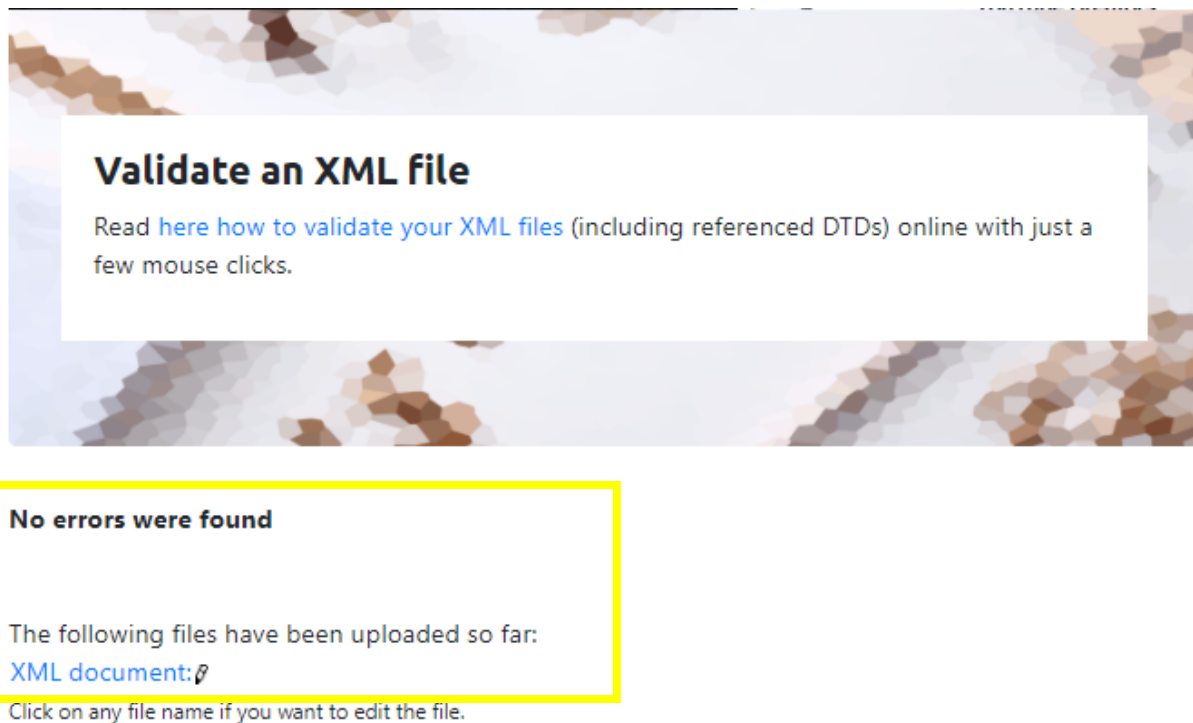 Validate an XML file
Read here how to validate your XML files (including referenced DTDs) online with just a
few mouse clicks.
No errors were found
The following files have been uploaded so far:
XML document:
Click on any file name if you want to edit the file.